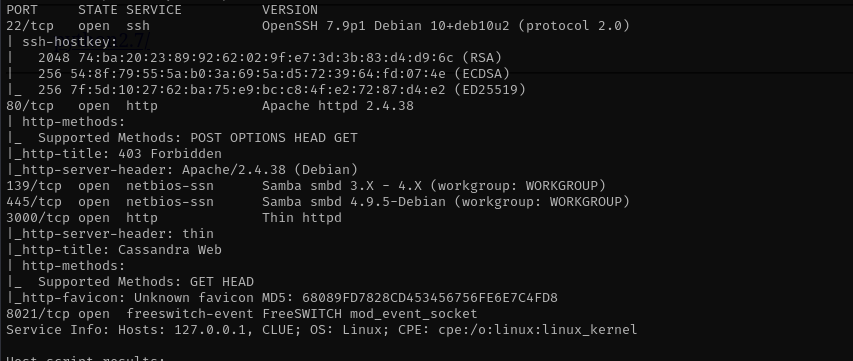 PORT     STATE SERVICE          VERSION
22/tcp   open  ssh              OpenSSH 7.9p1 Debian 10+deb10u2 (protocol 2.0)
| ssh-hostkey:
|   2048 74:ba:20:23:89:92:62:02:9f:e7:3d:3b:83:d4:d9:6c (RSA)
|   256 54:8f:79:55:5a:b0:3a:69:5a:d5:72:39:64:fd:07:4e (ECDSA)
|_  256 7f:5d:10:27:62:ba:75:e9:bc:c8:4f:e2:72:87:d4:e2 (ED25519)
80/tcp   open  http             Apache httpd 2.4.38
| http-methods:
|_  Supported Methods: POST OPTIONS HEAD GET
|_http-title: 403 Forbidden
|_http-server-header: Apache/2.4.38 (Debian)
139/tcp  open  netbios-ssn      Samba smbd 3.X - 4.X (workgroup: WORKGROUP)
445/tcp  open  netbios-ssn      Samba smbd 4.9.5-Debian (workgroup: WORKGROUP)
3000/tcp open  http             Thin httpd
|_http-server-header: thin
|_http-title: Cassandra Web
| http-methods:
|_  Supported Methods: GET HEAD
|_http-favicon: Unknown favicon MD5: 68089FD7828CD453456756FE6E7C4FD8
8021/tcp open  freeswitch-event FreeSWITCH mod_event_socket
Service Info: Hosts: 127.0.0.1, CLUE; OS: Linux; CPE: cpe:/o:linux:linux_kernel
Host script results: